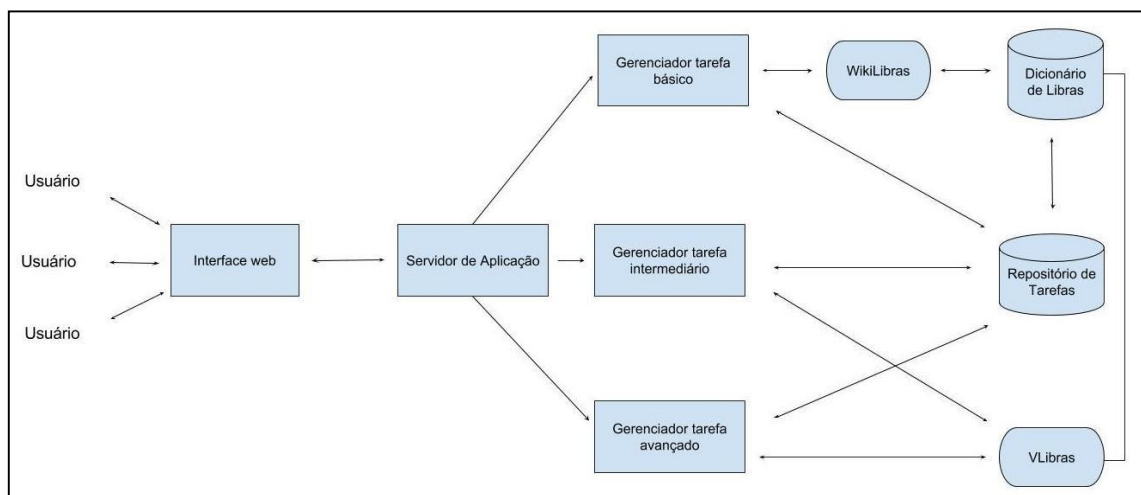 Usuário
Usuário
Usuário
Interface web
Servidor de Aplicação
Gerenciador tarefa
básico
Gerenciador tarefa
intermediário
Gerenciador tarefa
avançado
WikiLibras
Dicionário
de Libras
Repositório de
Tarefas
VLibras